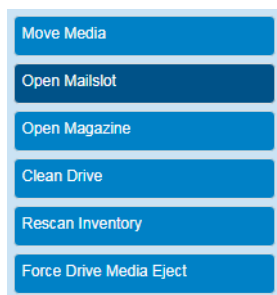 Move Media
Open Mailslot
Open Magazine
Clean Drive
Rescan Inventory
Force Drive Media Eject